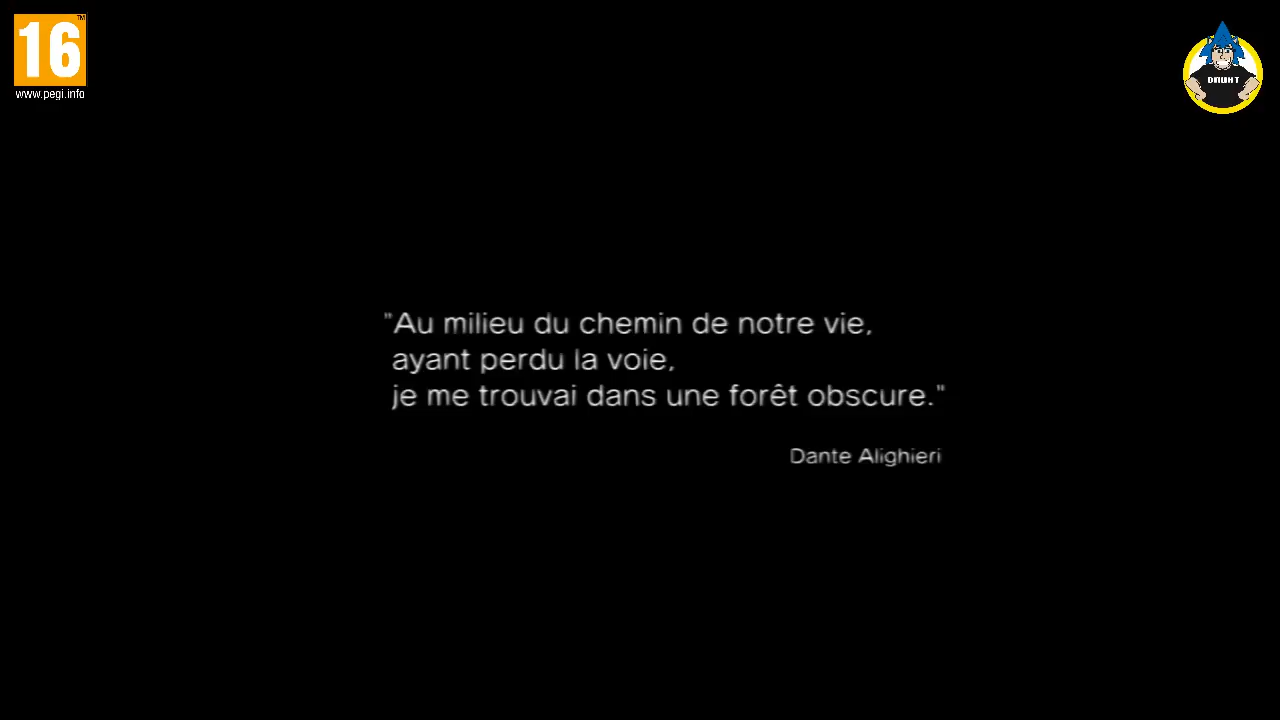 16
™
www.pegi.info
"Au milieu du chemin de notre vie,
ayant perdu la voie,
je me trouvai dans une forêt obscure."
Dante Alighieri